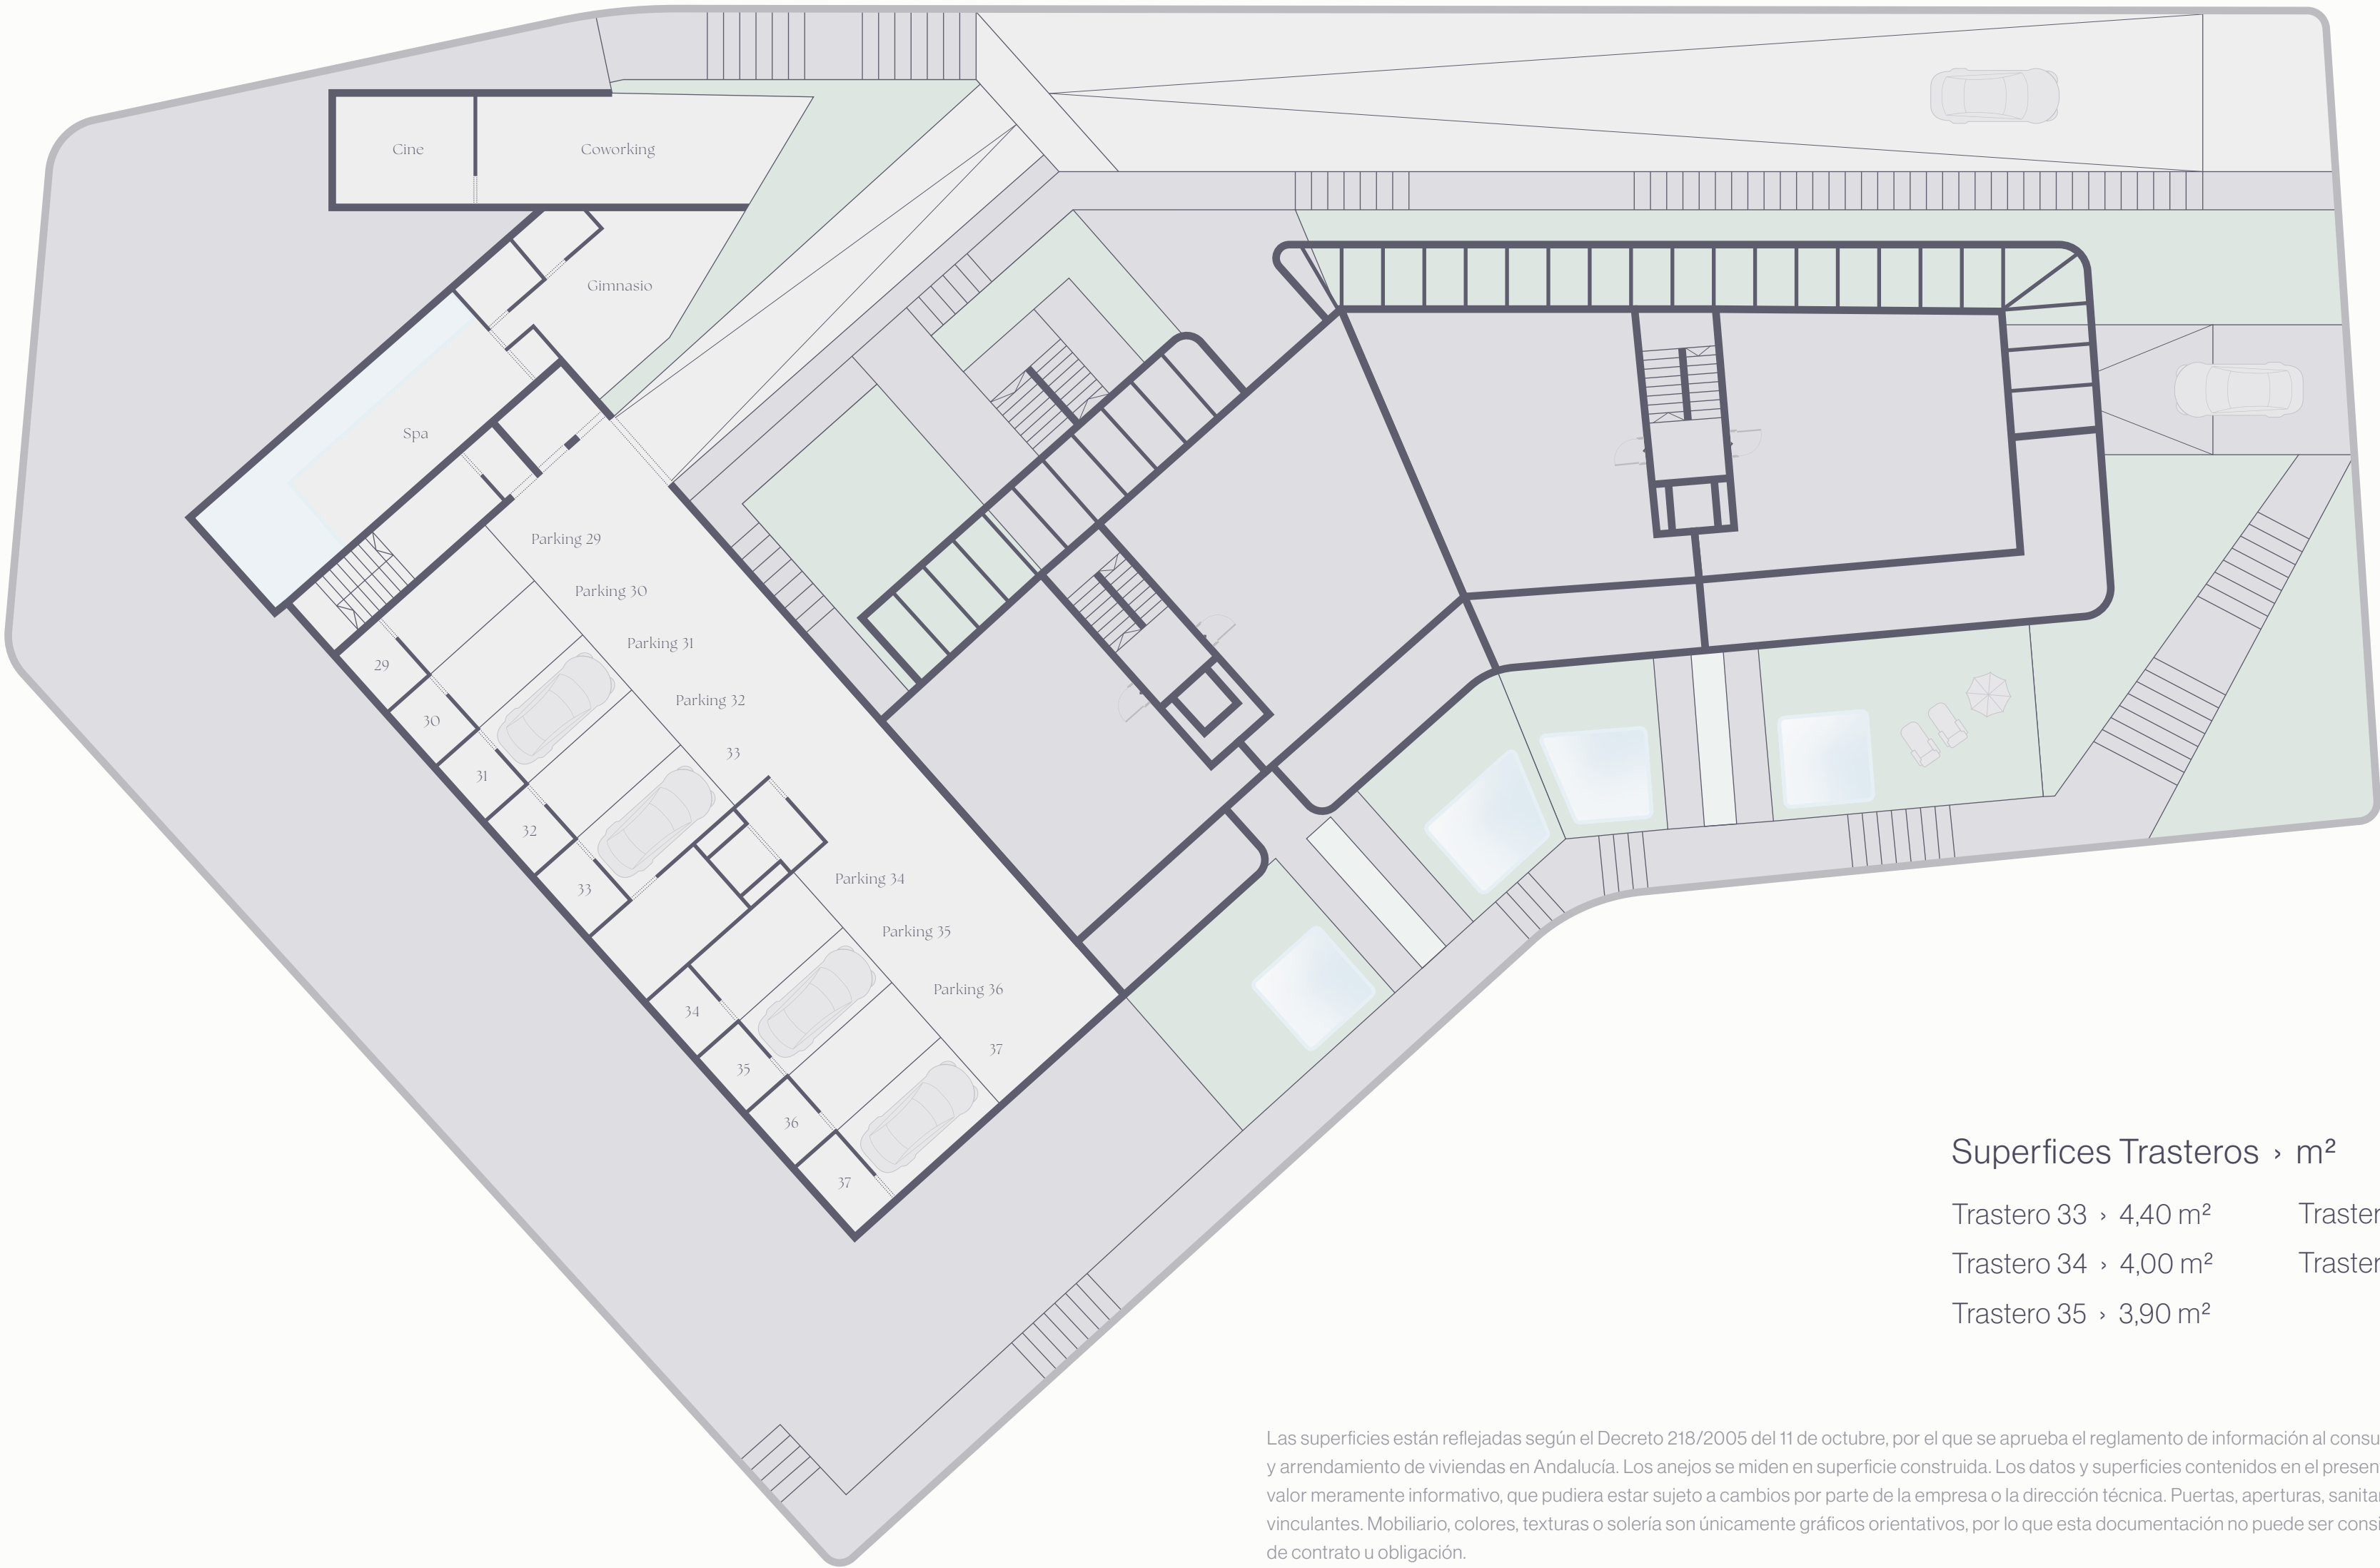 Cine
Coworking
Gimnasio
Spa
Parking 29
Parking 30
Parking 31
Parking 32
33
29
30
31
32
33
Parking 34
Parking 35
Parking 36
37
34
35
36
37
Superfices Trasteros › m²
Trastero 33 › 4,40 m²
Trastero 34 › 4,00 m²
Trastero 35 › 3,90 m²
Las superficies están reflejadas según el Decreto 218/2005 del 11 de octubre, por el que se aprueba el reglamento de información al
y arrendamiento de viviendas en Andalucía. Los anejos se miden en superficie construida. Los datos y superficies contenidos en el
valor meramente informativo, que pudiera estar sujeto a cambios por parte de la empresa o la dirección técnica. Puertas, aperturas,
vinculantes. Mobiliario, colores, texturas o solería son únicamente gráficos orientativos, por lo que esta documentación no puede ser
de contrato u obligación.